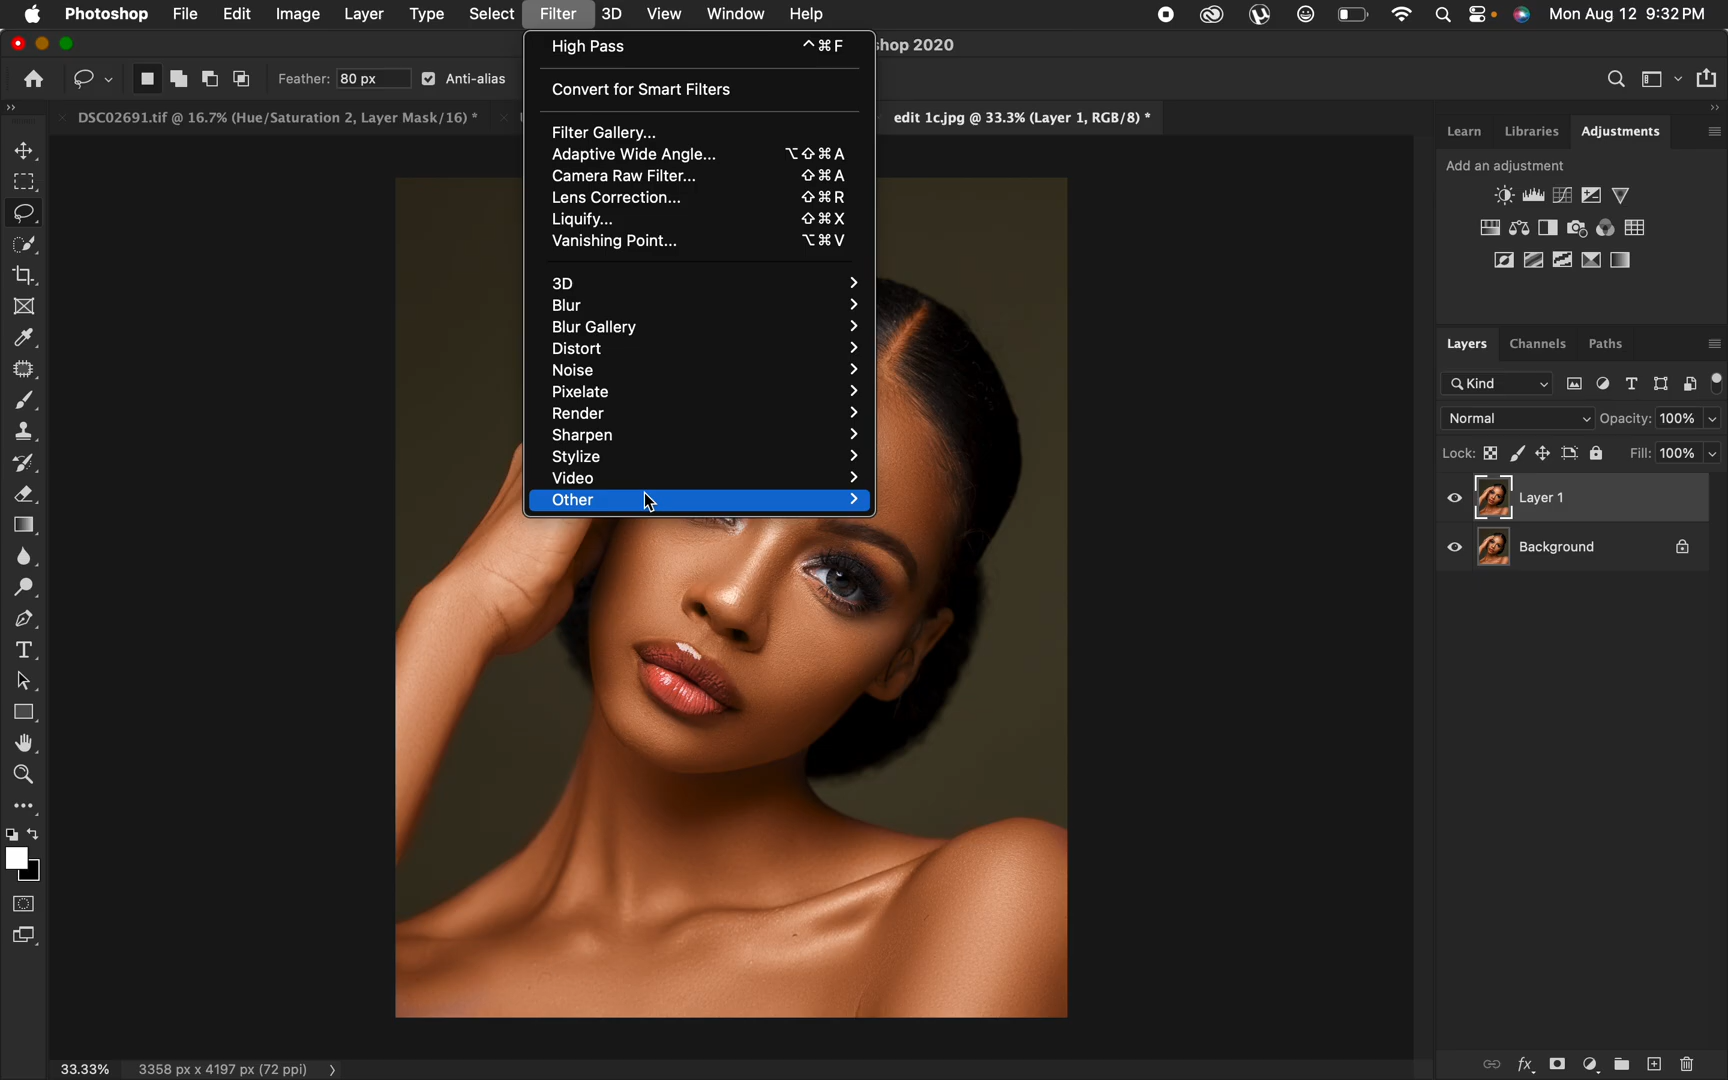 Photoshop File Edit Image Layer Type Select Filter 3D View Window Help Mon Aug 12 9:32 PM
shop 2020
Feather: 80 px Anti-alias
DSC02691.tif @ 16.7% (Hue/Saturation 2, Layer Mask/16) *
edit 1c.jpg @ 33.3% (Layer 1, RGB/8) *
High Pass ^⌘F
Convert for Smart Filters
Filter Gallery...
Adaptive Wide Angle... ⌥⇧⌘A
Camera Raw Filter... ⇧⌘A
Lens Correction... ⇧⌘R
Liquify... ⇧⌘X
Vanishing Point... ⌥⌘V
3D
Blur
Blur Gallery
Distort
Noise
Pixelate
Render
Sharpen
Stylize
Video
Other
Learn Libraries Adjustments
Add an adjustment
Layers Channels Paths
Kind
Normal Opacity: 100%
Lock: Fill: 100%
Layer 1
Background
33.33% 3358 px x 4197 px (72 ppi)